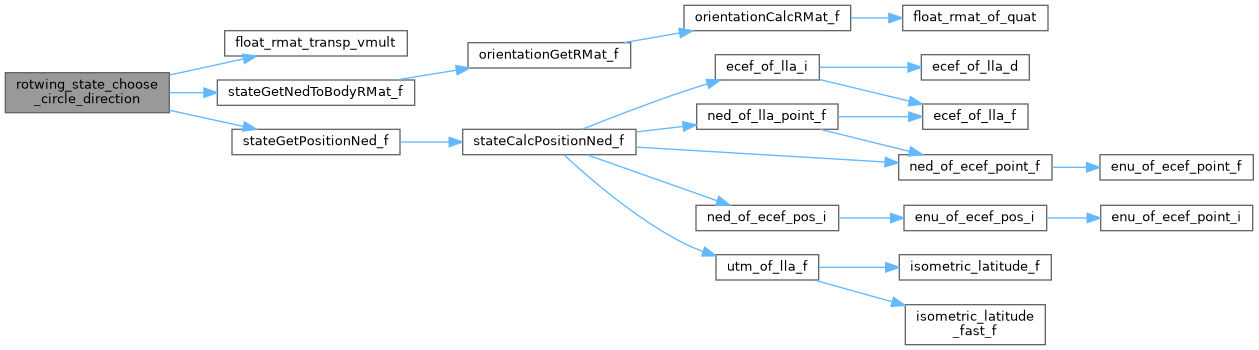 rotwing_state_choose
_circle_direction
float_rmat_transp_vmult
stateGetNedToBodyRMat_f
orientationGetRMat_f
orientationCalcRMat_f
float_rmat_of_quat
stateGetPositionNed_f
stateCalcPositionNed_f
ecef_of_lla_i
ecef_of_lla_d
ecef_of_lla_f
ned_of_lla_point_f
ned_of_ecef_point_f
enu_of_ecef_point_f
ned_of_ecef_pos_i
enu_of_ecef_pos_i
enu_of_ecef_point_i
utm_of_lla_f
isometric_latitude_f
isometric_latitude
_fast_f